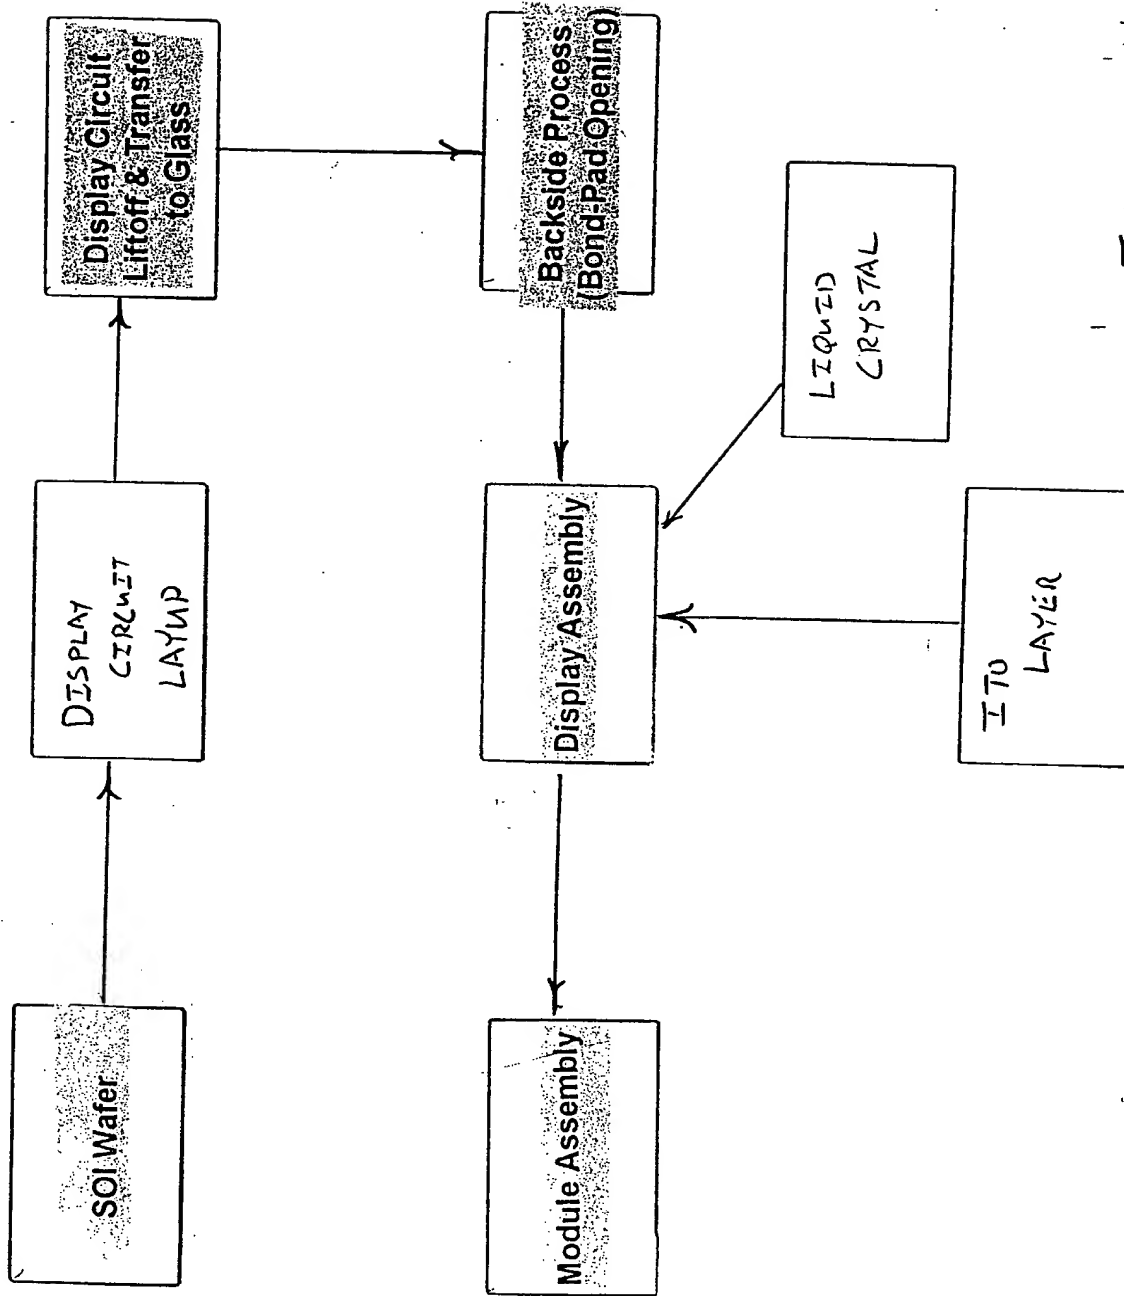 SOI Wafer
DISPLAY
CIRCUIT
LAYUP
Display Circuit
Liftoff & Transfer
to Glass
Backside Process
(Bond-Pad Opening)
Display Assembly
Module Assembly
LIQUID
CRYSTAL
ITO
LAYER